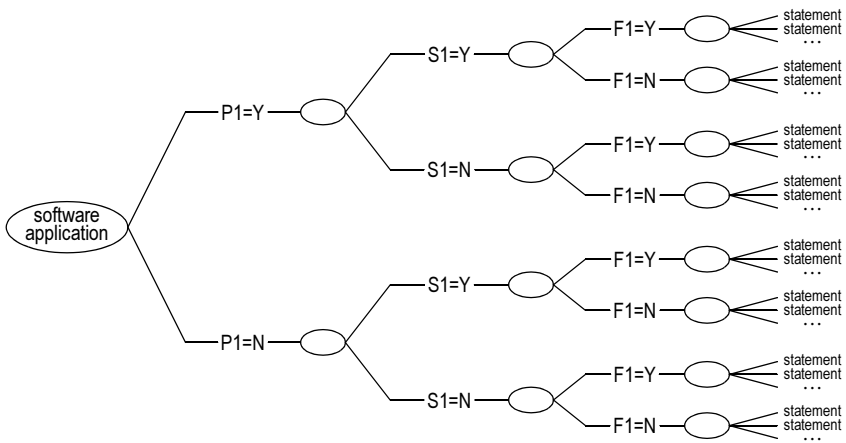 statement
F1=Y
statement
…
S1=Y
statement
F1=N
statement
…
P1=Y
statement
F1=Y
statement
…
S1=N
statement
F1=N
statement
…
software
application
statement
F1=Y
statement
…
S1=Y
statement
F1=N
statement
…
P1=N
statement
F1=Y
statement
…
S1=N
statement
F1=N
statement
…